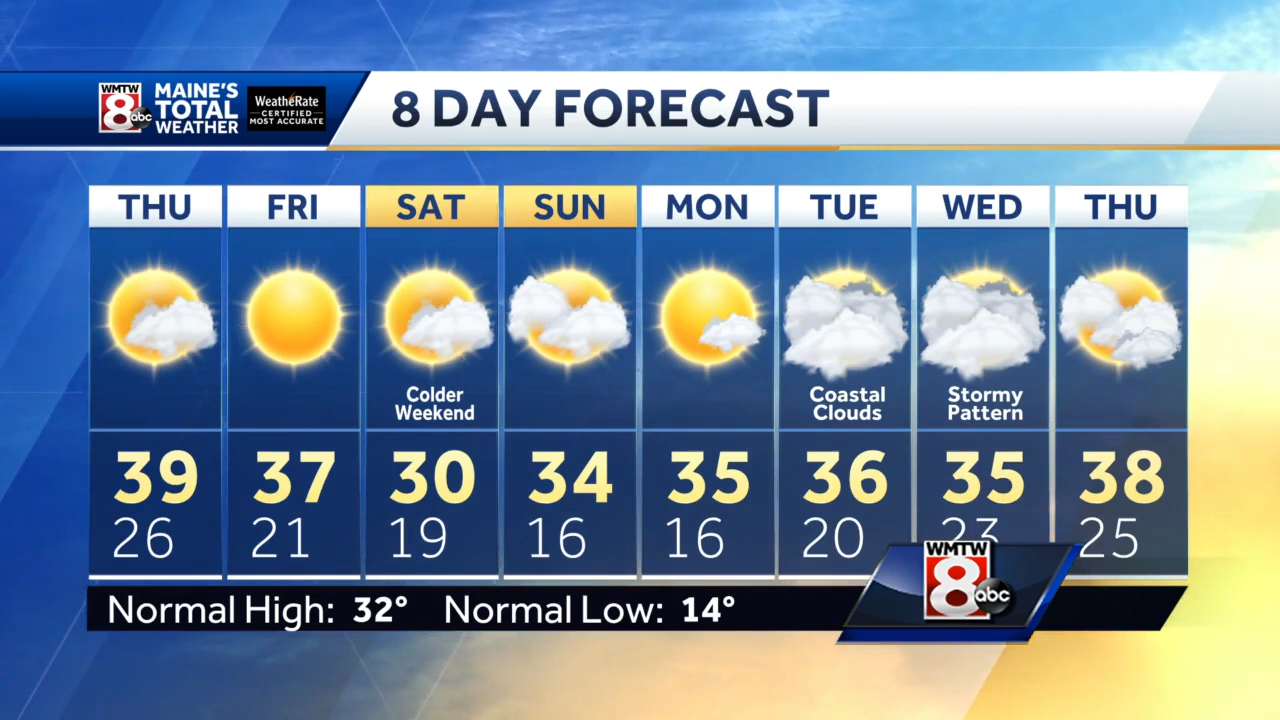 WMTW
8
abc
MAINE'S
TOTAL
WEATHER
WeatheRate
CERTIFIED
MOST ACCURATE
8 DAY FORECAST
THU FRI SAT SUN MON TUE WED THU
Colder
Weekend
Coastal
Clouds
Stormy
Pattern
39 37 30 34 35 36 35 38
26 21 19 16 16 20 23 25
Normal High: 32° Normal Low: 14°
WMTW
8
abc